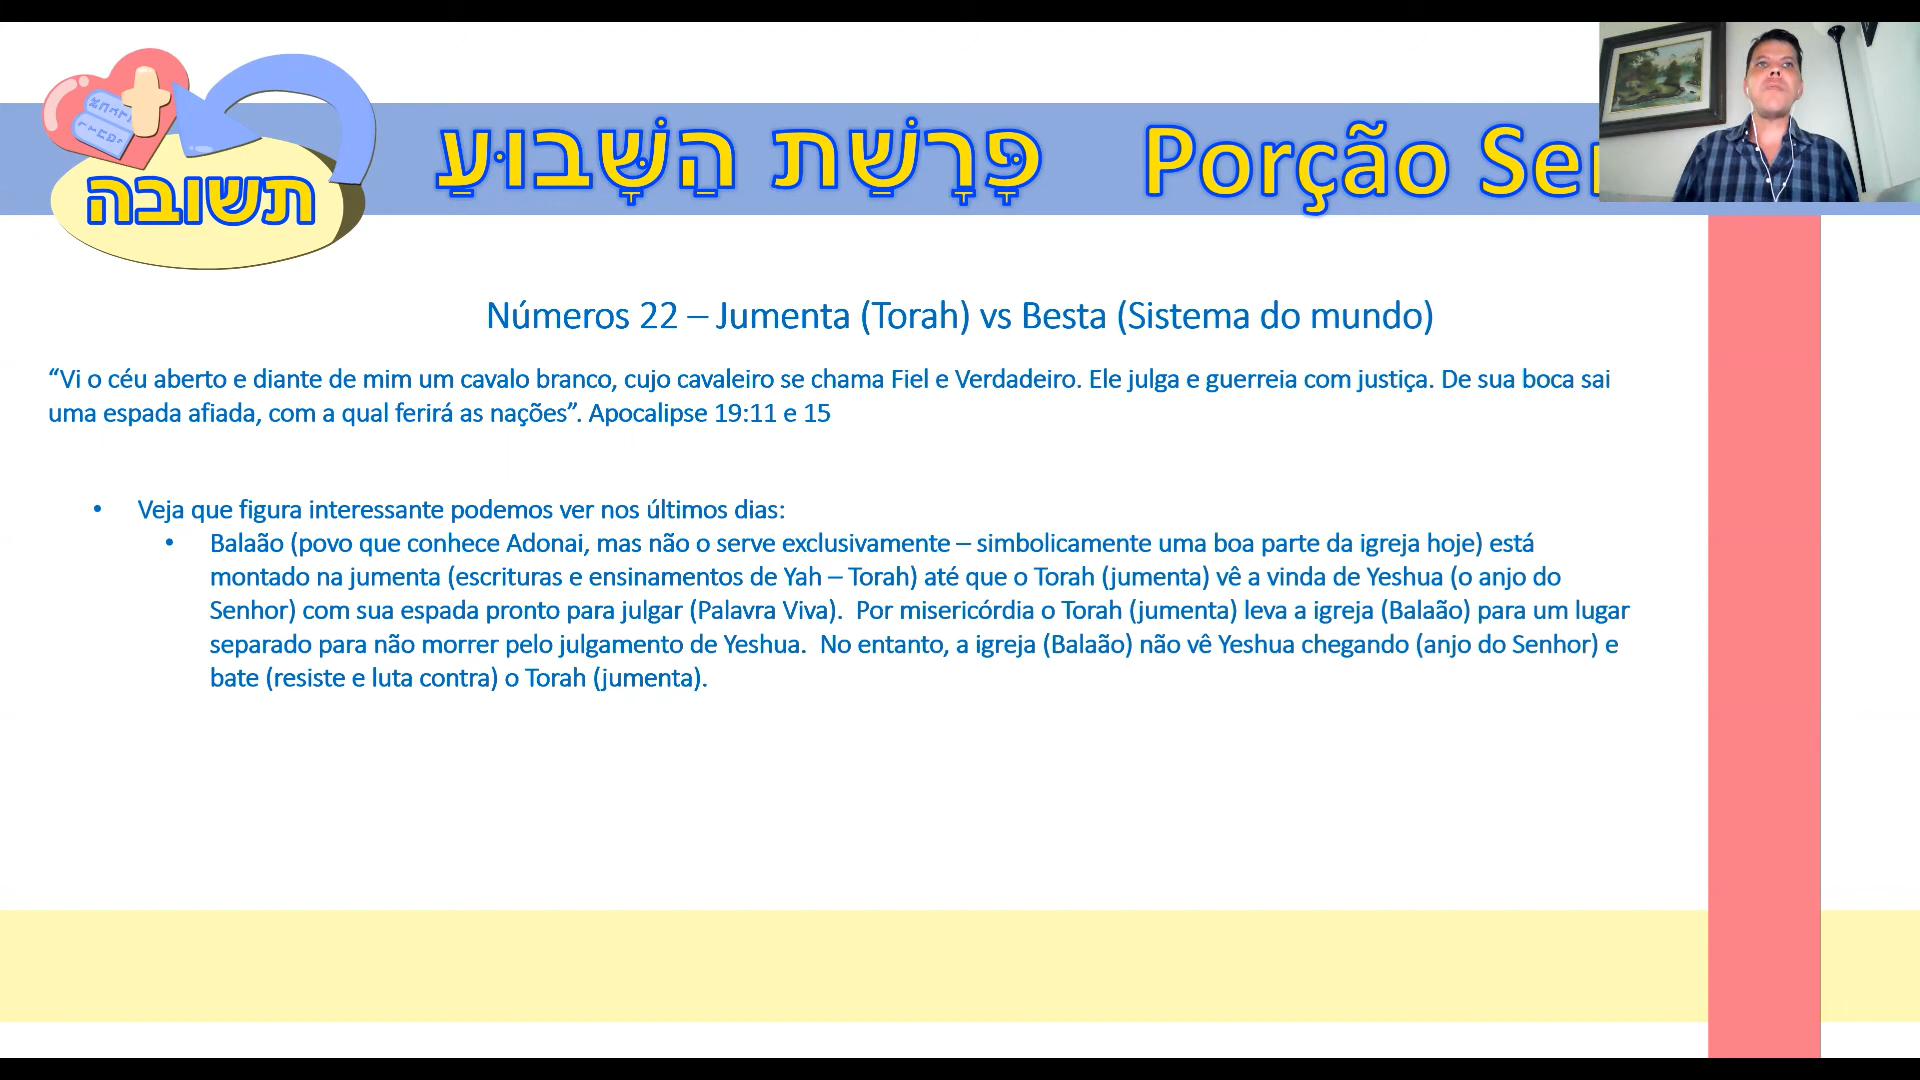 תשובה
פָּרָשַׁת הַשָּׁבוּעַ Porção
Números 22 – Jumenta (Torah) vs Besta (Sistema do mundo)
“Vi o céu aberto e diante de mim um cavalo branco, cujo cavaleiro se chama Fiel e Verdadeiro. Ele julga e guerreia com justiça. De sua boca sai
uma espada afiada, com a qual ferirá as nações”. Apocalipse 19:11 e 15
• Veja que figura interessante podemos ver nos últimos dias:
• Balaão (povo que conhece Adonai, mas não o serve exclusivamente – simbolicamente uma boa parte da igreja hoje) está
montado na jumenta (escrituras e ensinamentos de Yah – Torah) até que o Torah (jumenta) vê a vinda de Yeshua (o anjo do
Senhor) com sua espada pronto para julgar (Palavra Viva).  Por misericórdia o Torah (jumenta) leva a igreja (Balaão) para um lugar
separado para não morrer pelo julgamento de Yeshua.  No entanto, a igreja (Balaão) não vê Yeshua chegando (anjo do Senhor) e
bate (resiste e luta contra) o Torah (jumenta).